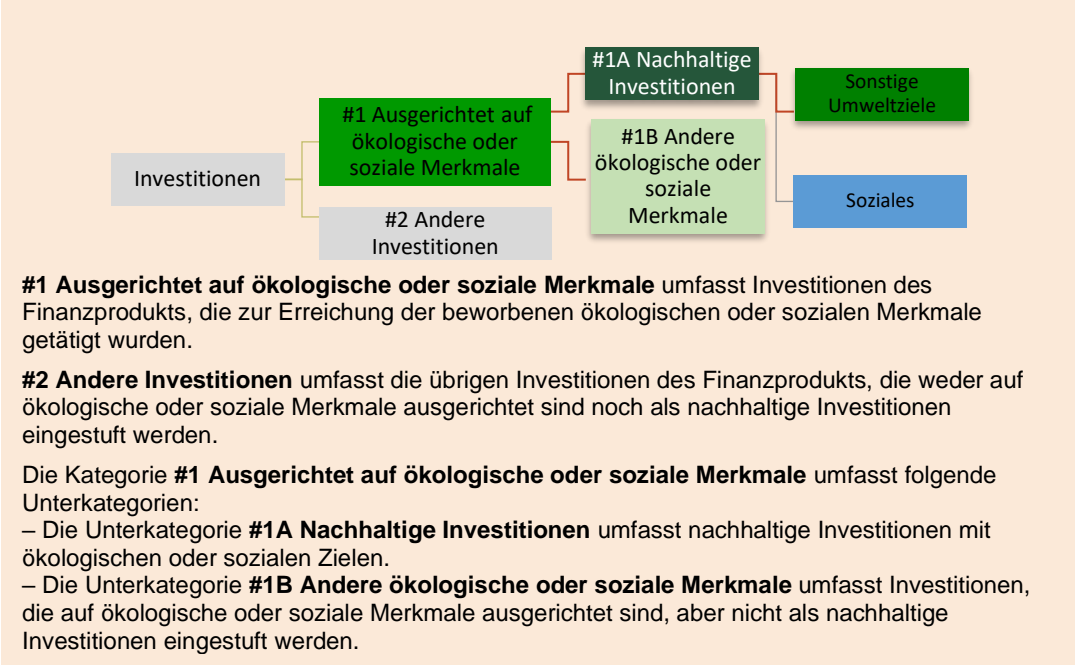 #1A Nachhaltige
Investitionen
Sonstige
Umweltziele
#1 Ausgerichtet auf
ökologische oder
soziale Merkmale
#1B Andere
ökologische oder
soziale
Merkmale
Investitionen
Soziales
#2 Andere
Investitionen
#1 Ausgerichtet auf ökologische oder soziale Merkmale umfasst Investitionen des
Finanzprodukts, die zur Erreichung der beworbenen ökologischen oder sozialen Merkmale
getätigt wurden.
#2 Andere Investitionen umfasst die übrigen Investitionen des Finanzprodukts, die weder auf
ökologische oder soziale Merkmale ausgerichtet sind noch als nachhaltige Investitionen
eingestuft werden.
Die Kategorie #1 Ausgerichtet auf ökologische oder soziale Merkmale umfasst folgende
Unterkategorien:
– Die Unterkategorie #1A Nachhaltige Investitionen umfasst nachhaltige Investitionen mit
ökologischen oder sozialen Zielen.
– Die Unterkategorie #1B Andere ökologische oder soziale Merkmale umfasst Investitionen,
die auf ökologische oder soziale Merkmale ausgerichtet sind, aber nicht als nachhaltige
Investitionen eingestuft werden.